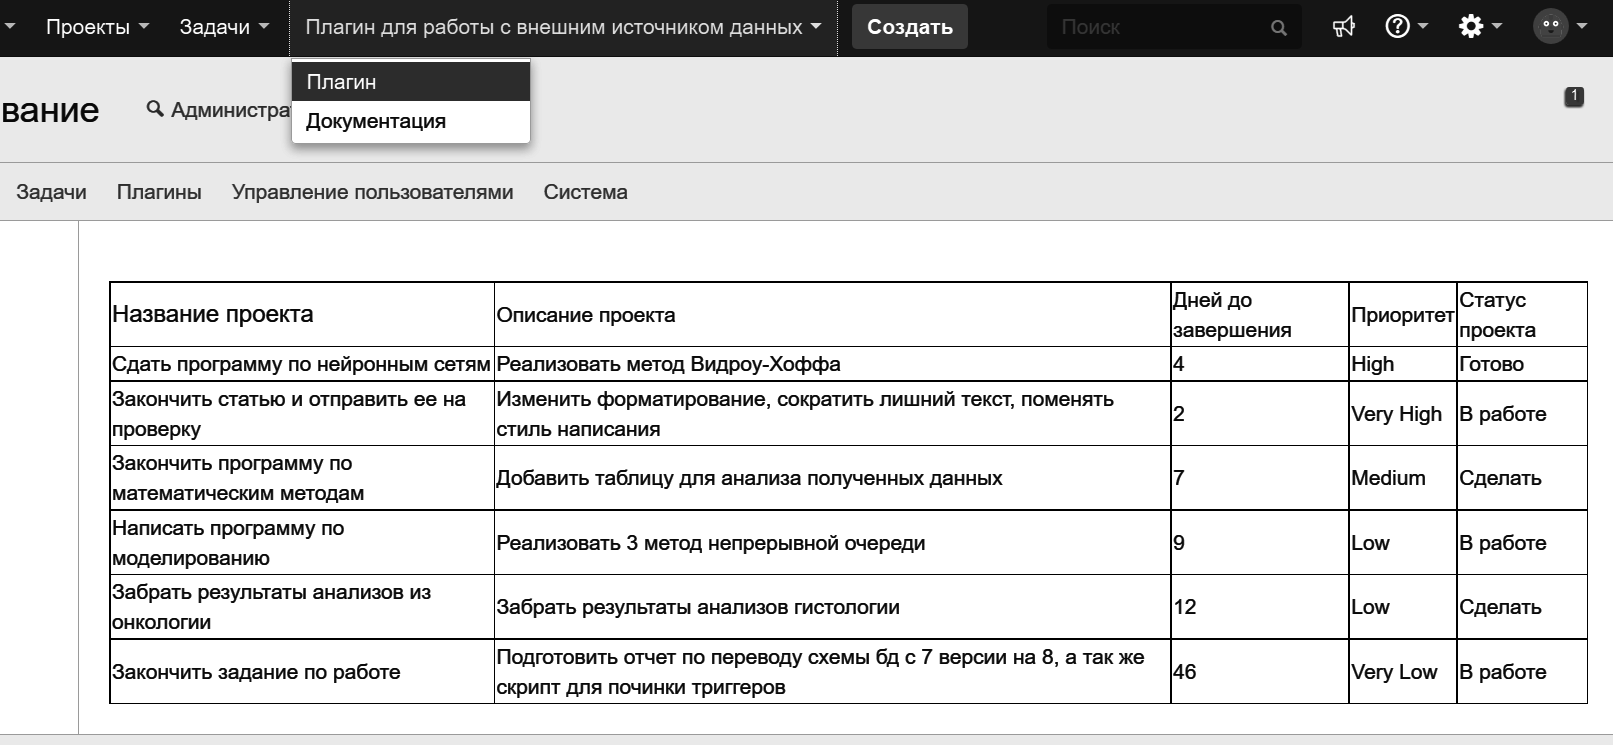 Проекты Задачи Плагин для работы с внешним источником данных Создать Поиск
Плагин
Документация
вание Администра 1
Задачи Плагины Управление пользователями Система
Название проекта Описание проекта Дней до завершения Приоритет Статус проекта
Сдать программу по нейронным сетям Реализовать метод Видроу-Хоффа 4 High Готово
Закончить статью и отправить ее на проверку Изменить форматирование, сократить лишний текст, поменять стиль написания 2 Very High В работе
Закончить программу по математическим методам Добавить таблицу для анализа полученных данных 7 Medium Сделать
Написать программу по моделированию Реализовать 3 метод непрерывной очереди 9 Low В работе
Забрать результаты анализов из онкологии Забрать результаты анализов гистологии 12 Low Сделать
Закончить задание по работе Подготовить отчет по переводу схемы бд с 7 версии на 8, а так же скрипт для починки триггеров 46 Very Low В работе